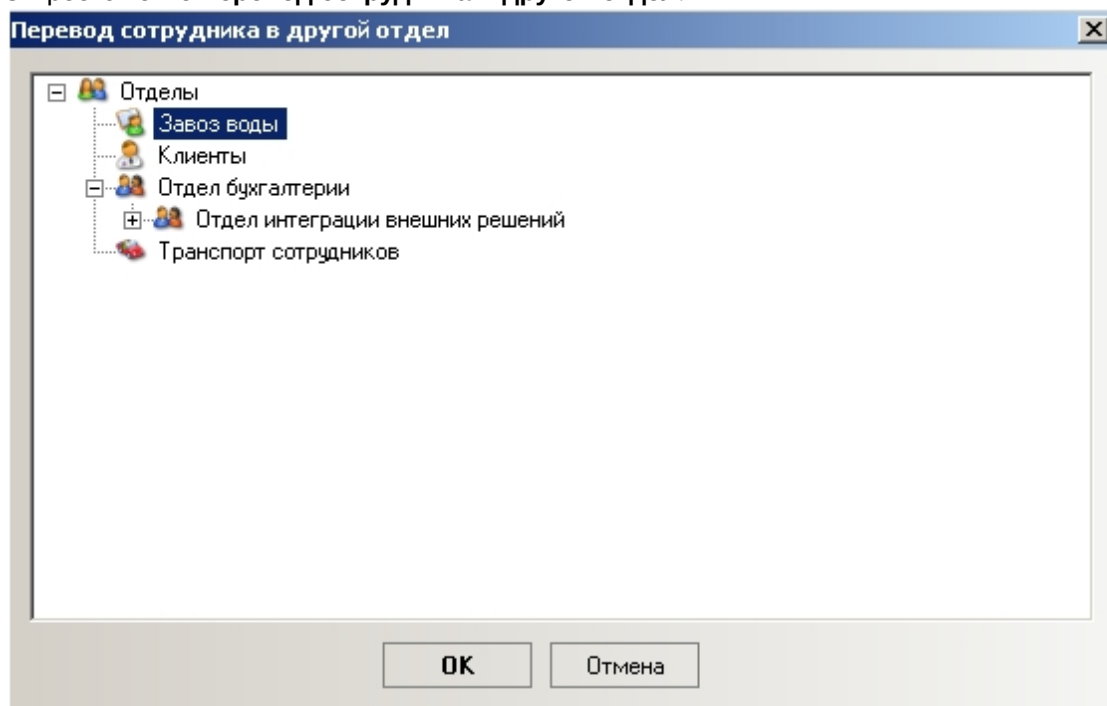 Перевод сотрудника в другой отдел
Отделы
Завоз воды
Клиенты
Отдел бухгалтерии
Отдел интеграции внешних решений
Транспорт сотрудников
OK
Отмена